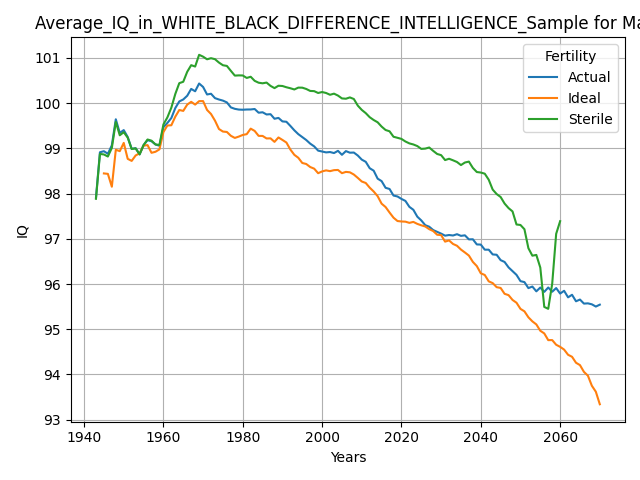 Average_IQ_in_WHITE_BLACK_DIFFERENCE_INTELLIGENCE_Sample for Ma
Fertility
Actual
Ideal
Sterile
IQ
101
100
99
98
97
96
95
94
93
1940
1960
1980
2000
2020
2040
2060
Years